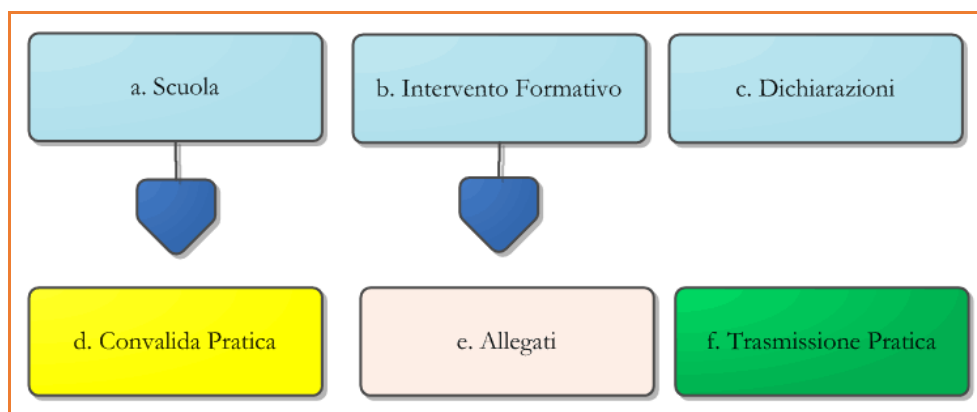 a. Scuola
b. Intervento Formativo
c. Dichiarazioni
d. Convalida Pratica
e. Allegati
f. Trasmissione Pratica